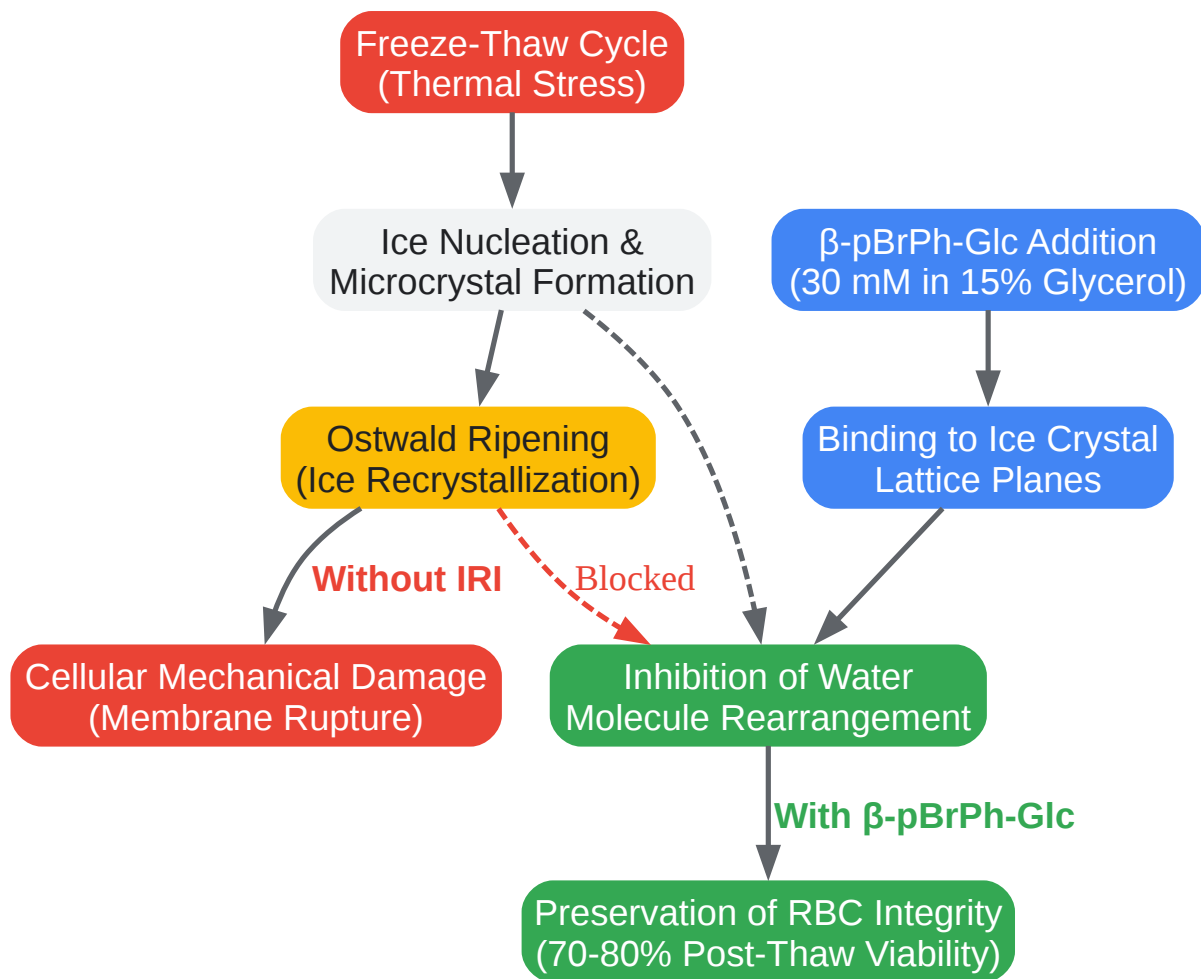 Freeze-Thaw Cycle
(Thermal Stress)
Ice Nucleation &
Microcrystal Formation
β-pBrPh-Glc Addition
(30 mM in 15% Glycerol)
Ostwald Ripening
(Ice Recrystallization)
Binding to Ice Crystal
Lattice Planes
Without IRI
Blocked
Cellular Mechanical Damage
(Membrane Rupture)
Inhibition of Water
Molecule Rearrangement
With β-pBrPh-Glc
Preservation of RBC Integrity
(70-80% Post-Thaw Viability)